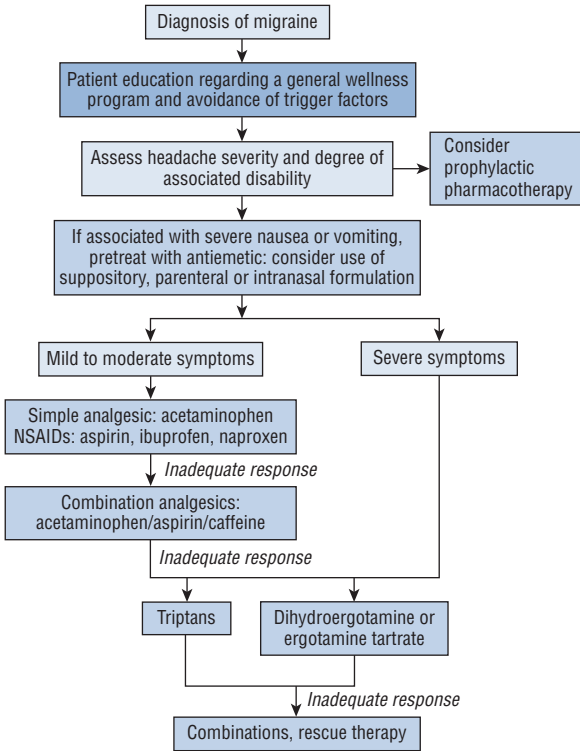 Diagnosis of migraine
Patient education regarding a general wellness
program and avoidance of trigger factors
Assess headache severity and degree of
associated disability
Consider
prophylactic
pharmacotherapy
If associated with severe nausea or vomiting,
pretreat with antiemetic: consider use of
suppository, parenteral or intranasal formulation
Mild to moderate symptoms
Severe symptoms
Simple analgesic: acetaminophen
NSAIDs: aspirin, ibuprofen, naproxen
Inadequate response
Combination analgesics:
acetaminophen/aspirin/caffeine
Inadequate response
Triptans
Dihydroergotamine or
ergotamine tartrate
Inadequate response
Combinations, rescue therapy